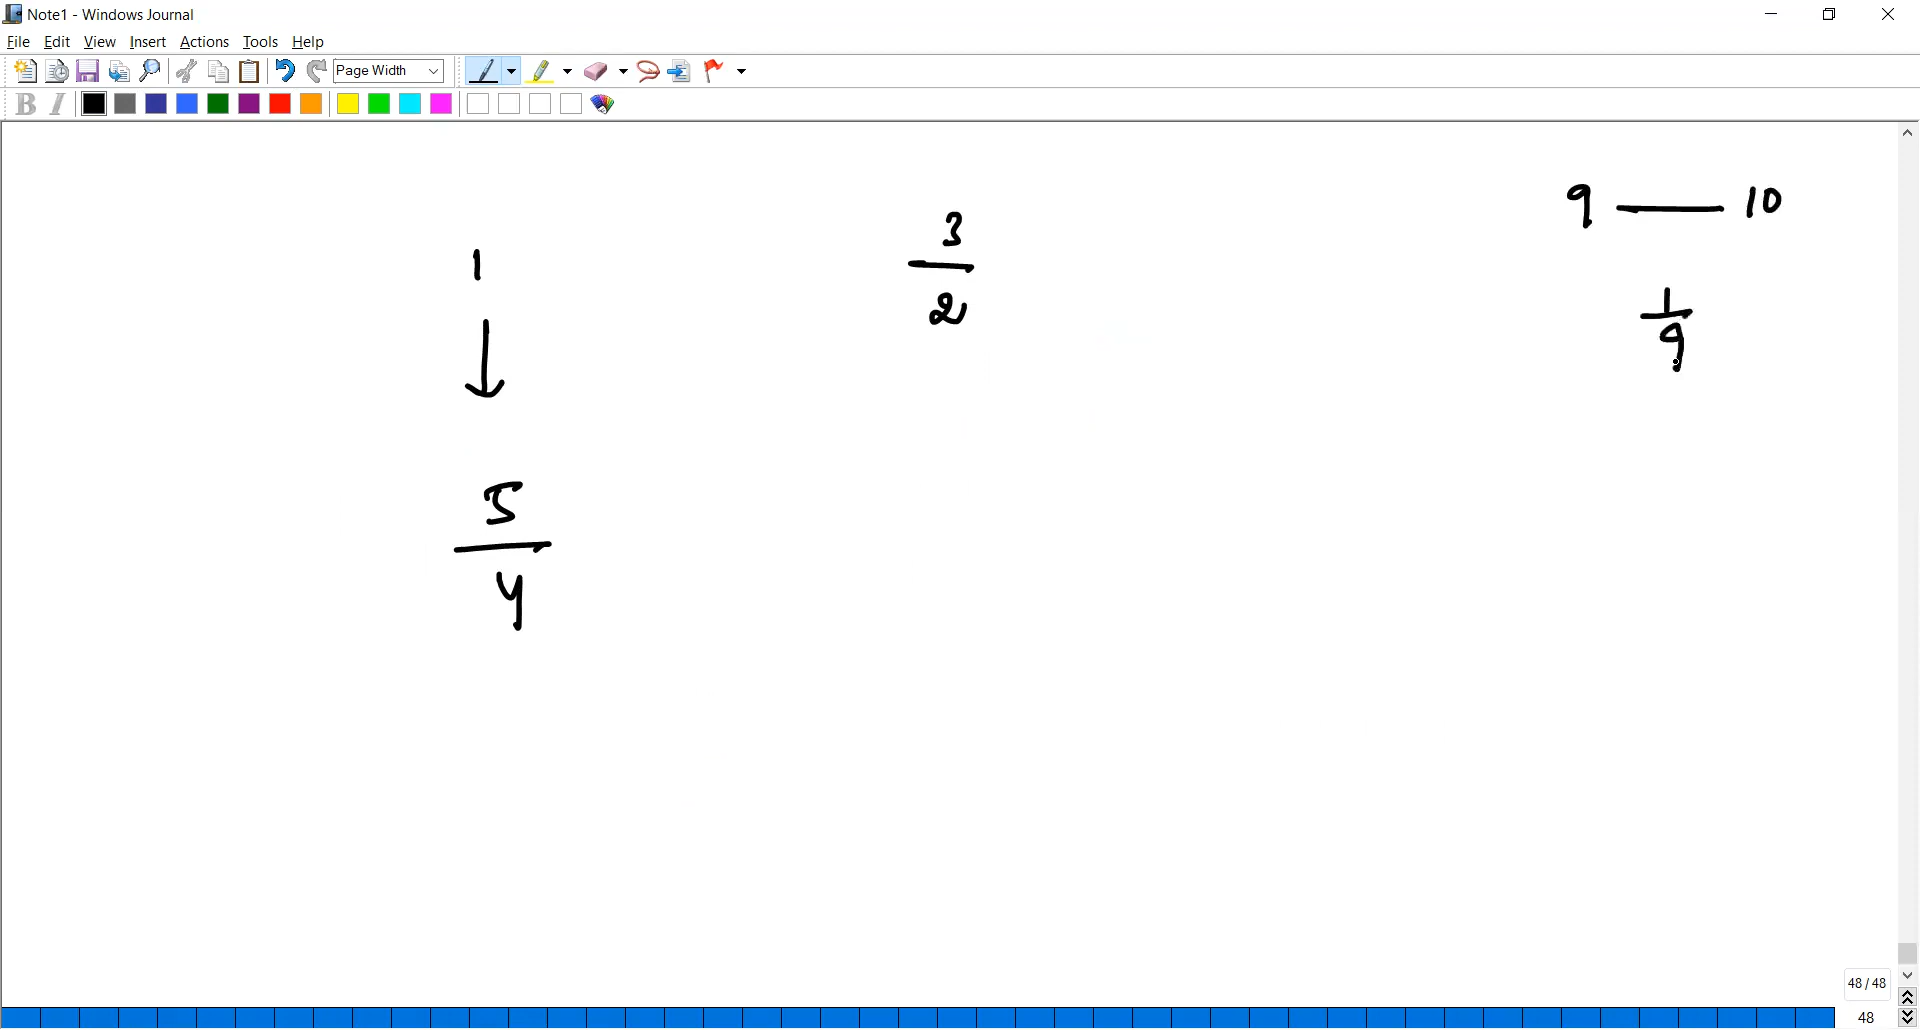 Note1 - Windows Journal
File Edit View Insert Actions Tools Help
Page Width
B I
9 — 10
3
2
1
↓
1
9
5
4
48 / 48
48